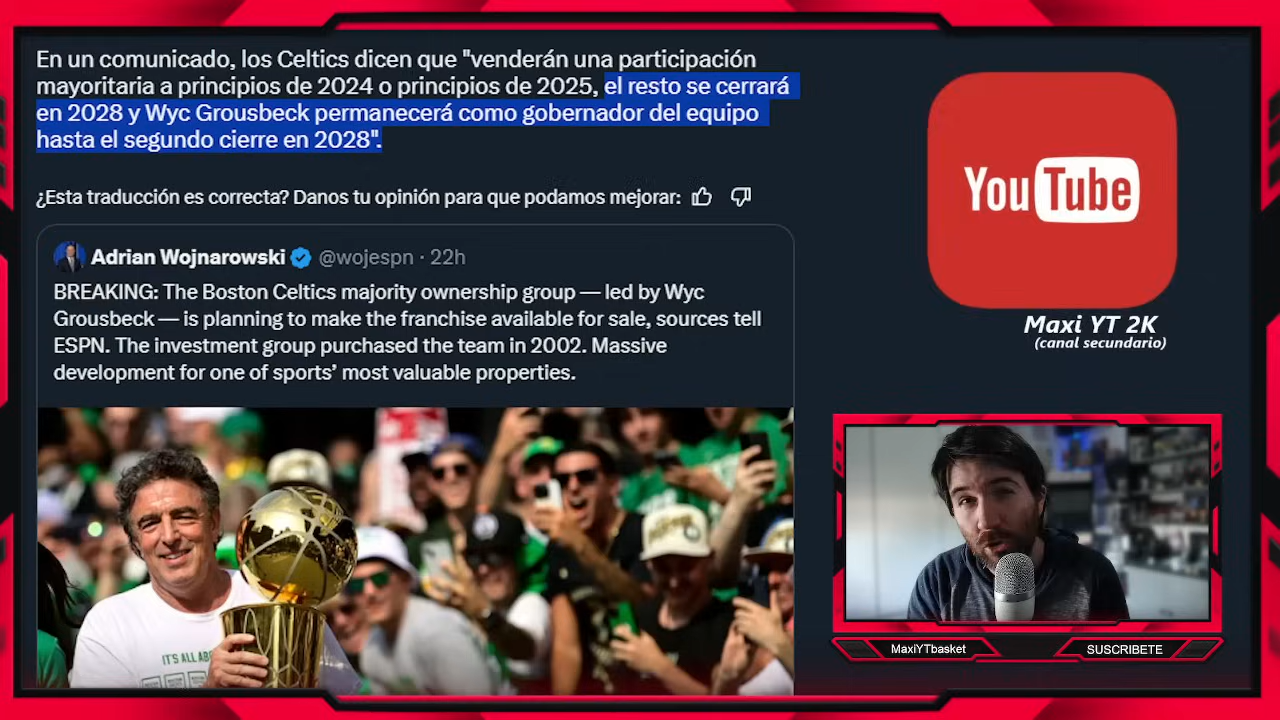 En un comunicado, los Celtics dicen que "venderán una participación
mayoritaria a principios de 2024 o principios de 2025, el resto se cerrará
en 2028 y Wyc Grousbeck permanecerá como gobernador del equipo
hasta el segundo cierre en 2028".
¿Esta traducción es correcta? Danos tu opinión para que podamos mejorar:
Adrian Wojnarowski @wojespn · 22h
BREAKING: The Boston Celtics majority ownership group — led by Wyc
Grousbeck — is planning to make the franchise available for sale, sources tell
ESPN. The investment group purchased the team in 2002. Massive
development for one of sports’ most valuable properties.
IT'S ALL AB
YouTube
Maxi YT 2K
(canal secundario)
MaxiYTbasket
SUSCRIBETE